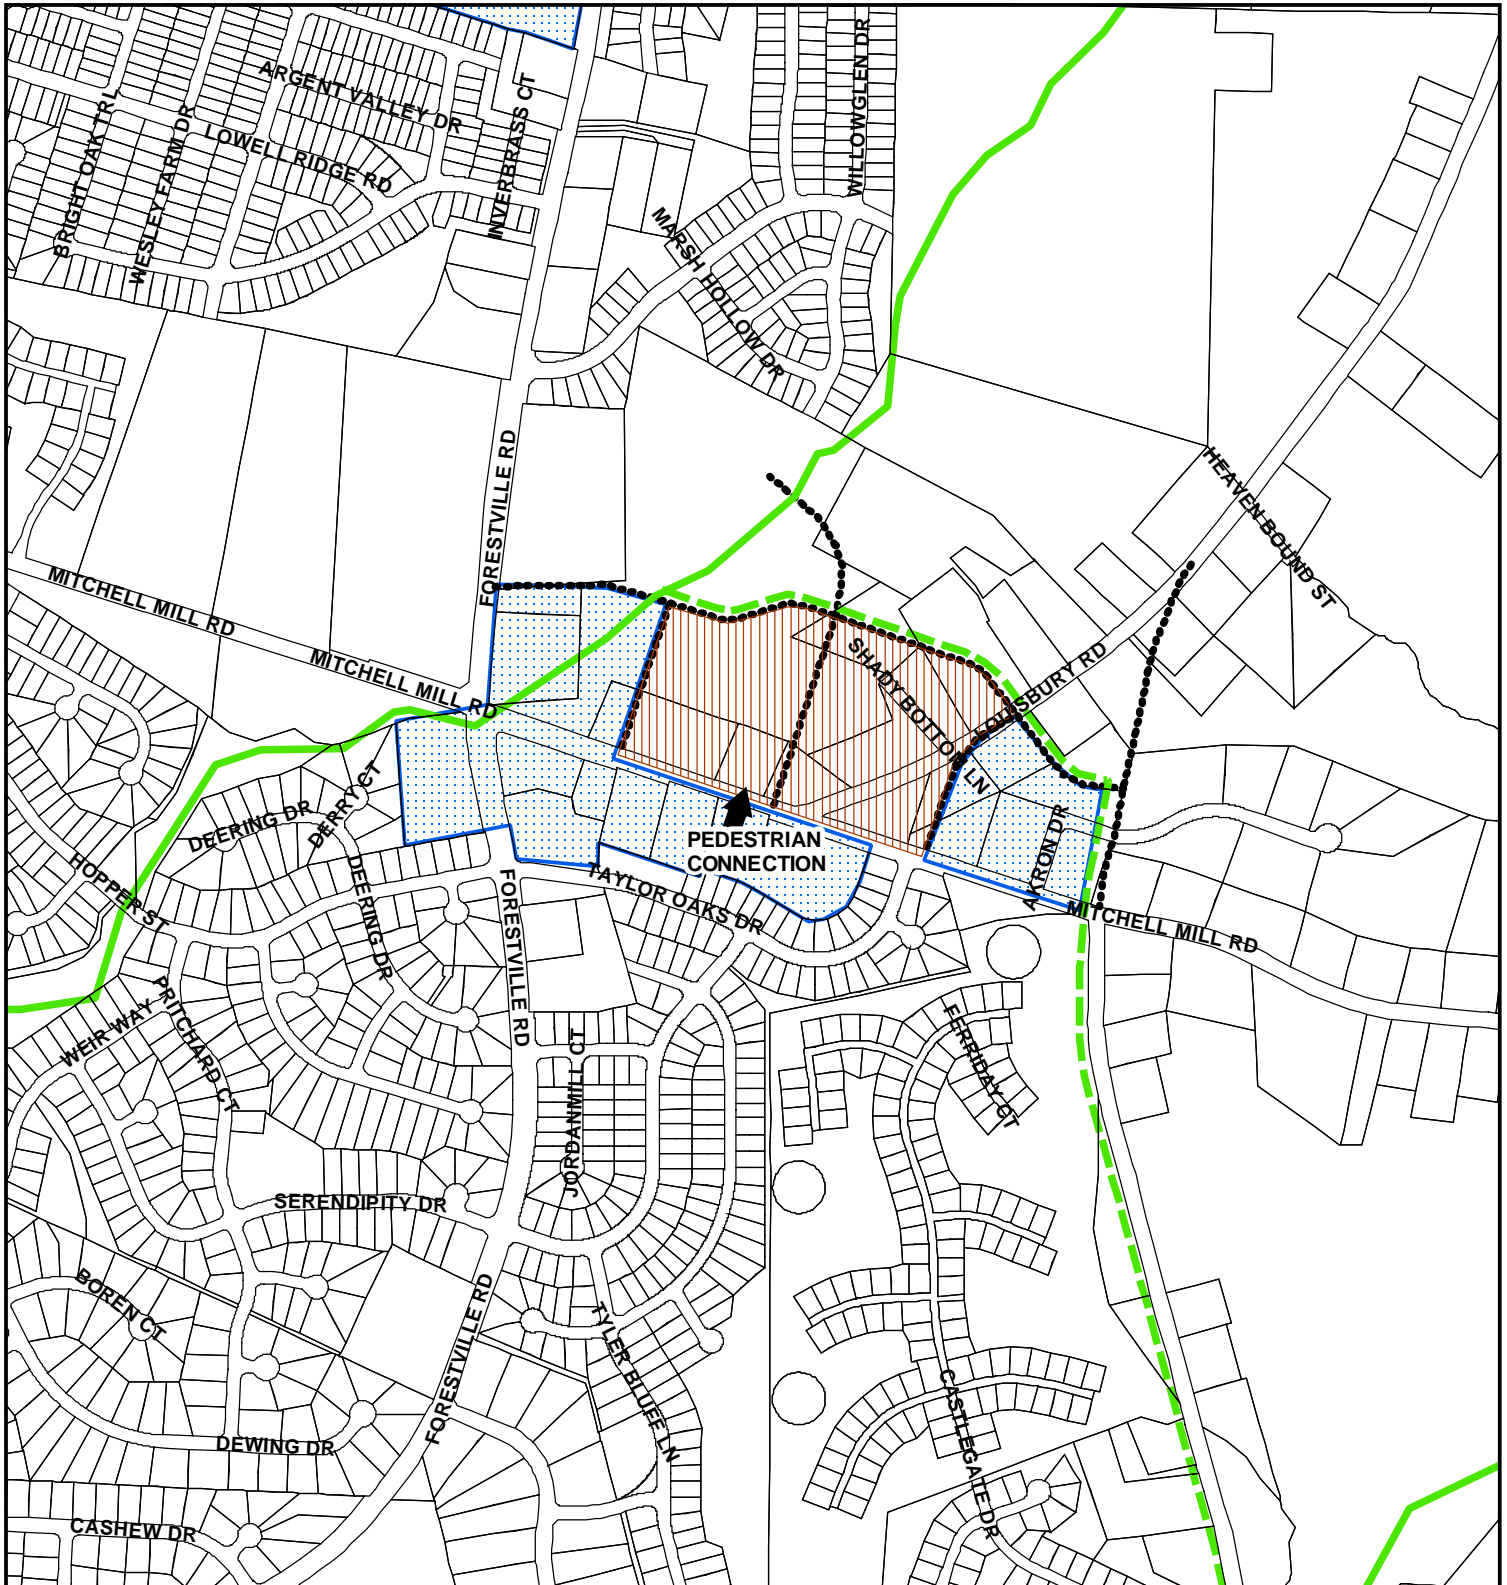 ARGENT VALLEY DR
LOWELL RIDGE RD
BRIGHT OAK TRL
WESLEY FARM DR
INVERBRASS CT
WILLOWGLEN DR
MARSH HOLLOW DR
FORESTVILLE RD
HEAVEN BOUND ST
MITCHELL MILL RD
MITCHELL MILL RD
SHADY BOTTOM LN
LOUISBURY RD
DERRY CT
DEERING DR
HOPPER ST
DEERING DR
PEDESTRIAN
CONNECTION
TAYLOR OAKS DR
AKRON DR
MITCHELL MILL RD
FORESTVILLE RD
WEIR WAY
PRITCHARD CT
JORDANMILL CT
FERRIDAY CT
SERENDIPITY DR
BOREN CT
FORESTVILLE RD
TYLER BLUFF LN
CASTLEGATE DR
DEWING DR
CASHEW DR